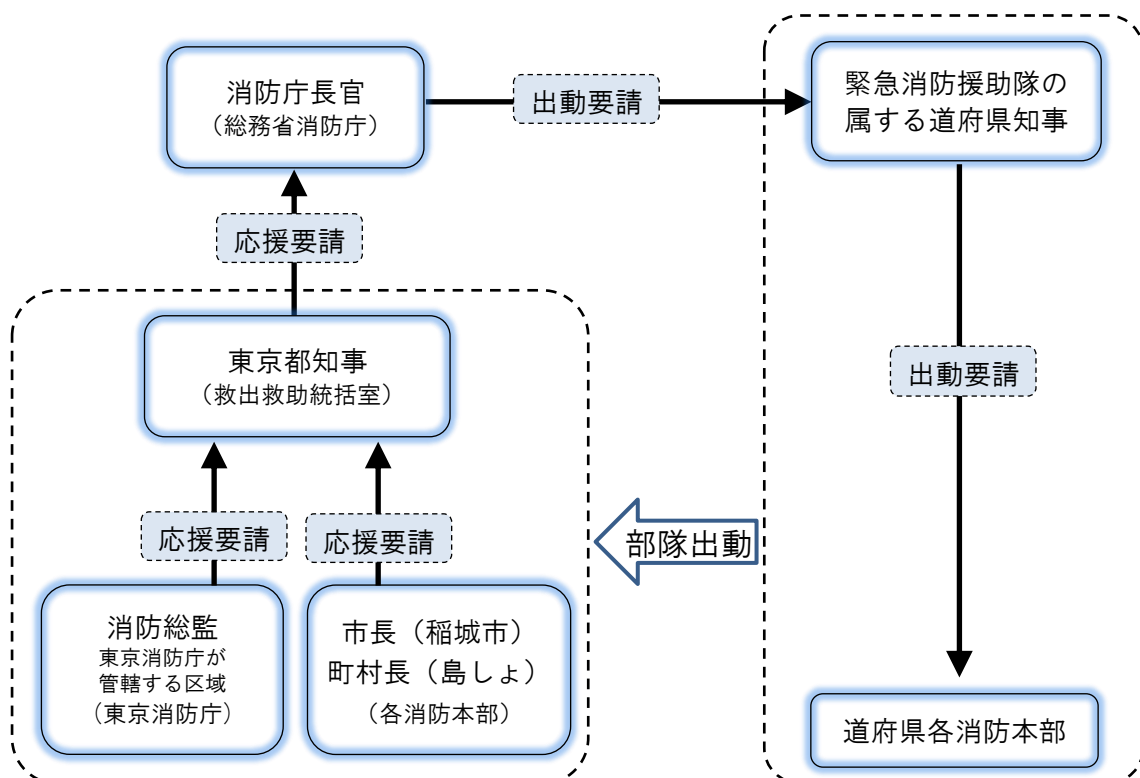 消防庁長官
（総務省消防庁）
出動要請
緊急消防援助隊の
属する道府県知事
応援要請
東京都知事
（救出救助統括室）
出動要請
応援要請
応援要請
部隊出動
消防総監
東京消防庁が
管轄する区域
（東京消防庁）
市長（稲城市）
町村長（島しょ）
（各消防本部）
道府県各消防本部